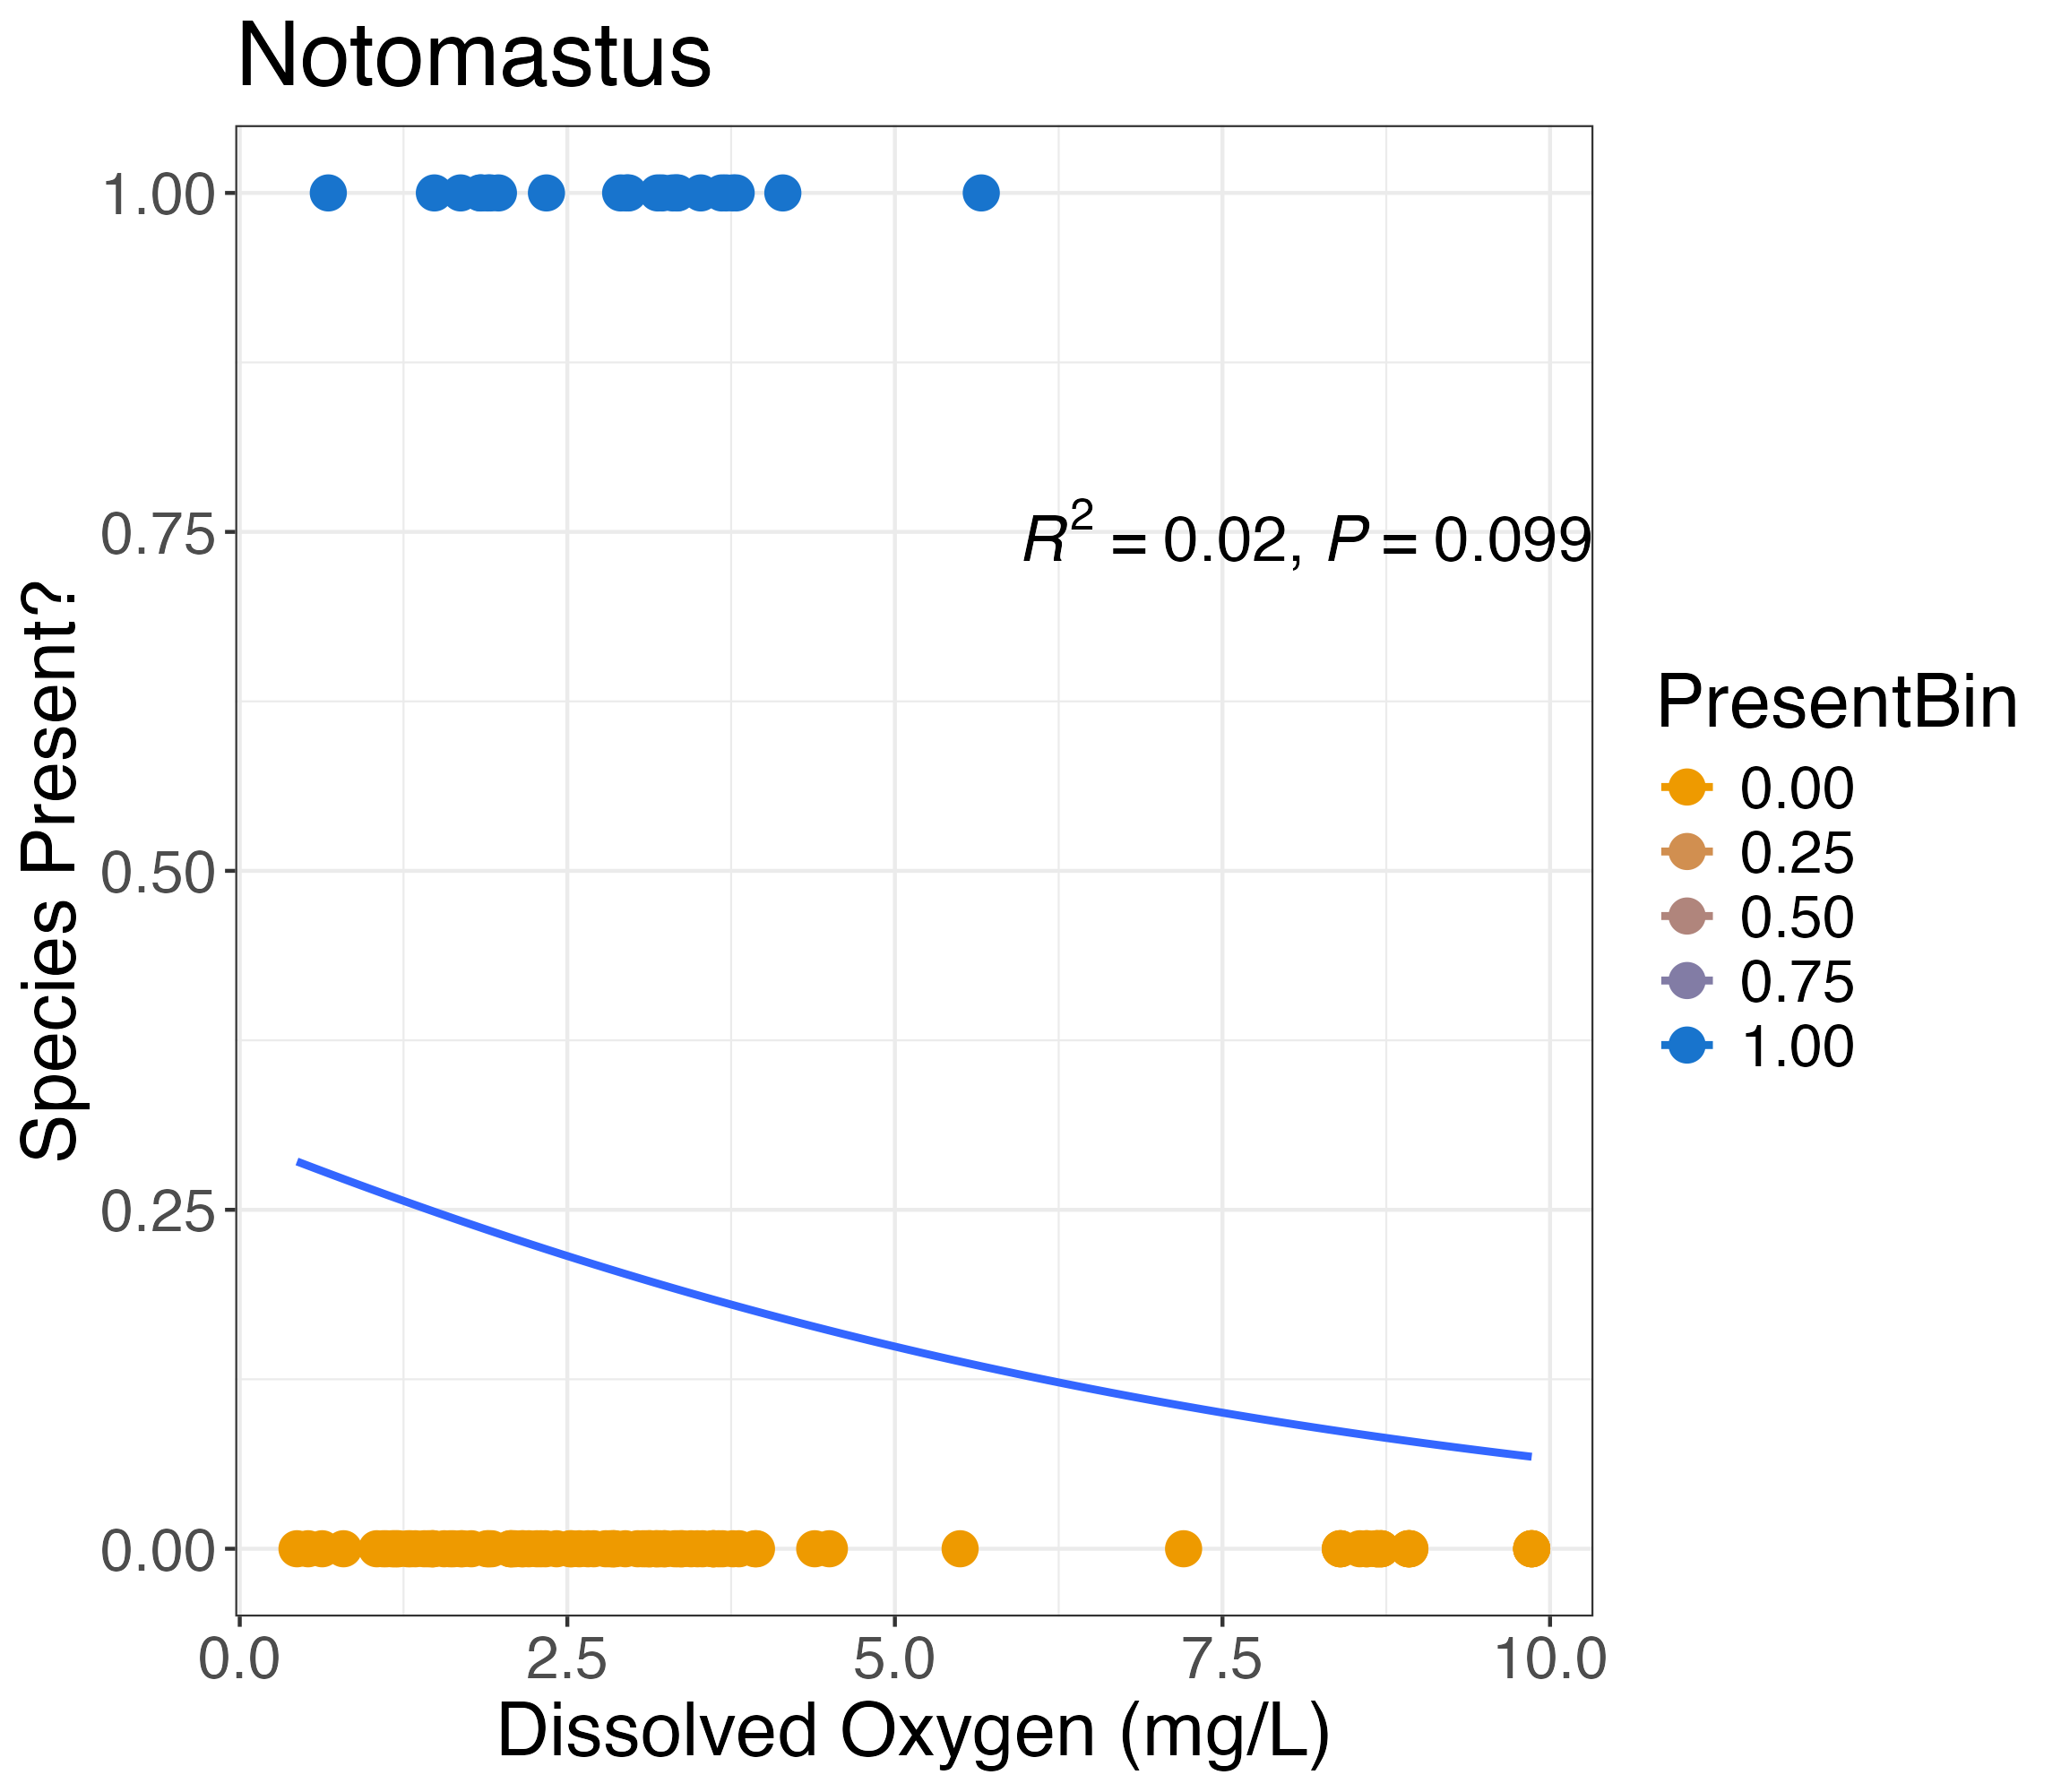 Notomastus
1.00
0.75
0.50
0.25
0.00
Species Present?
R² = 0.02, P = 0.099
0.0 2.5 5.0 7.5 10.0
Dissolved Oxygen (mg/L)
PresentBin
0.00
0.25
0.50
0.75
1.00